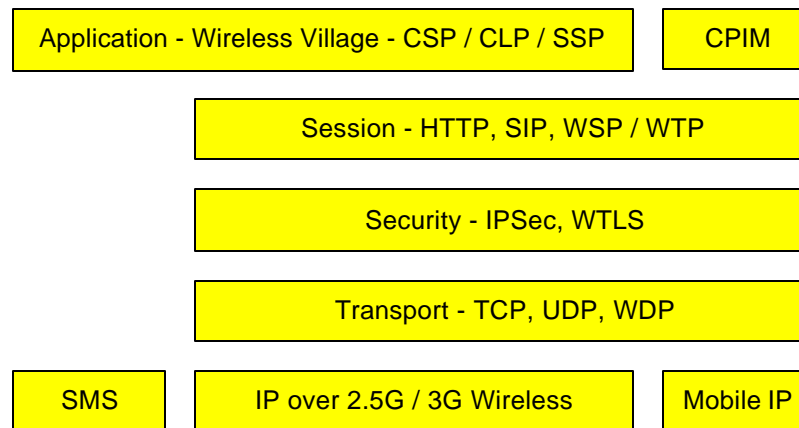 Application - Wireless Village - CSP / CLP / SSP
CPIM
Session - HTTP, SIP, WSP / WTP
Security - IPSec, WTLS
Transport - TCP, UDP, WDP
SMS
IP over 2.5G / 3G Wireless
Mobile IP